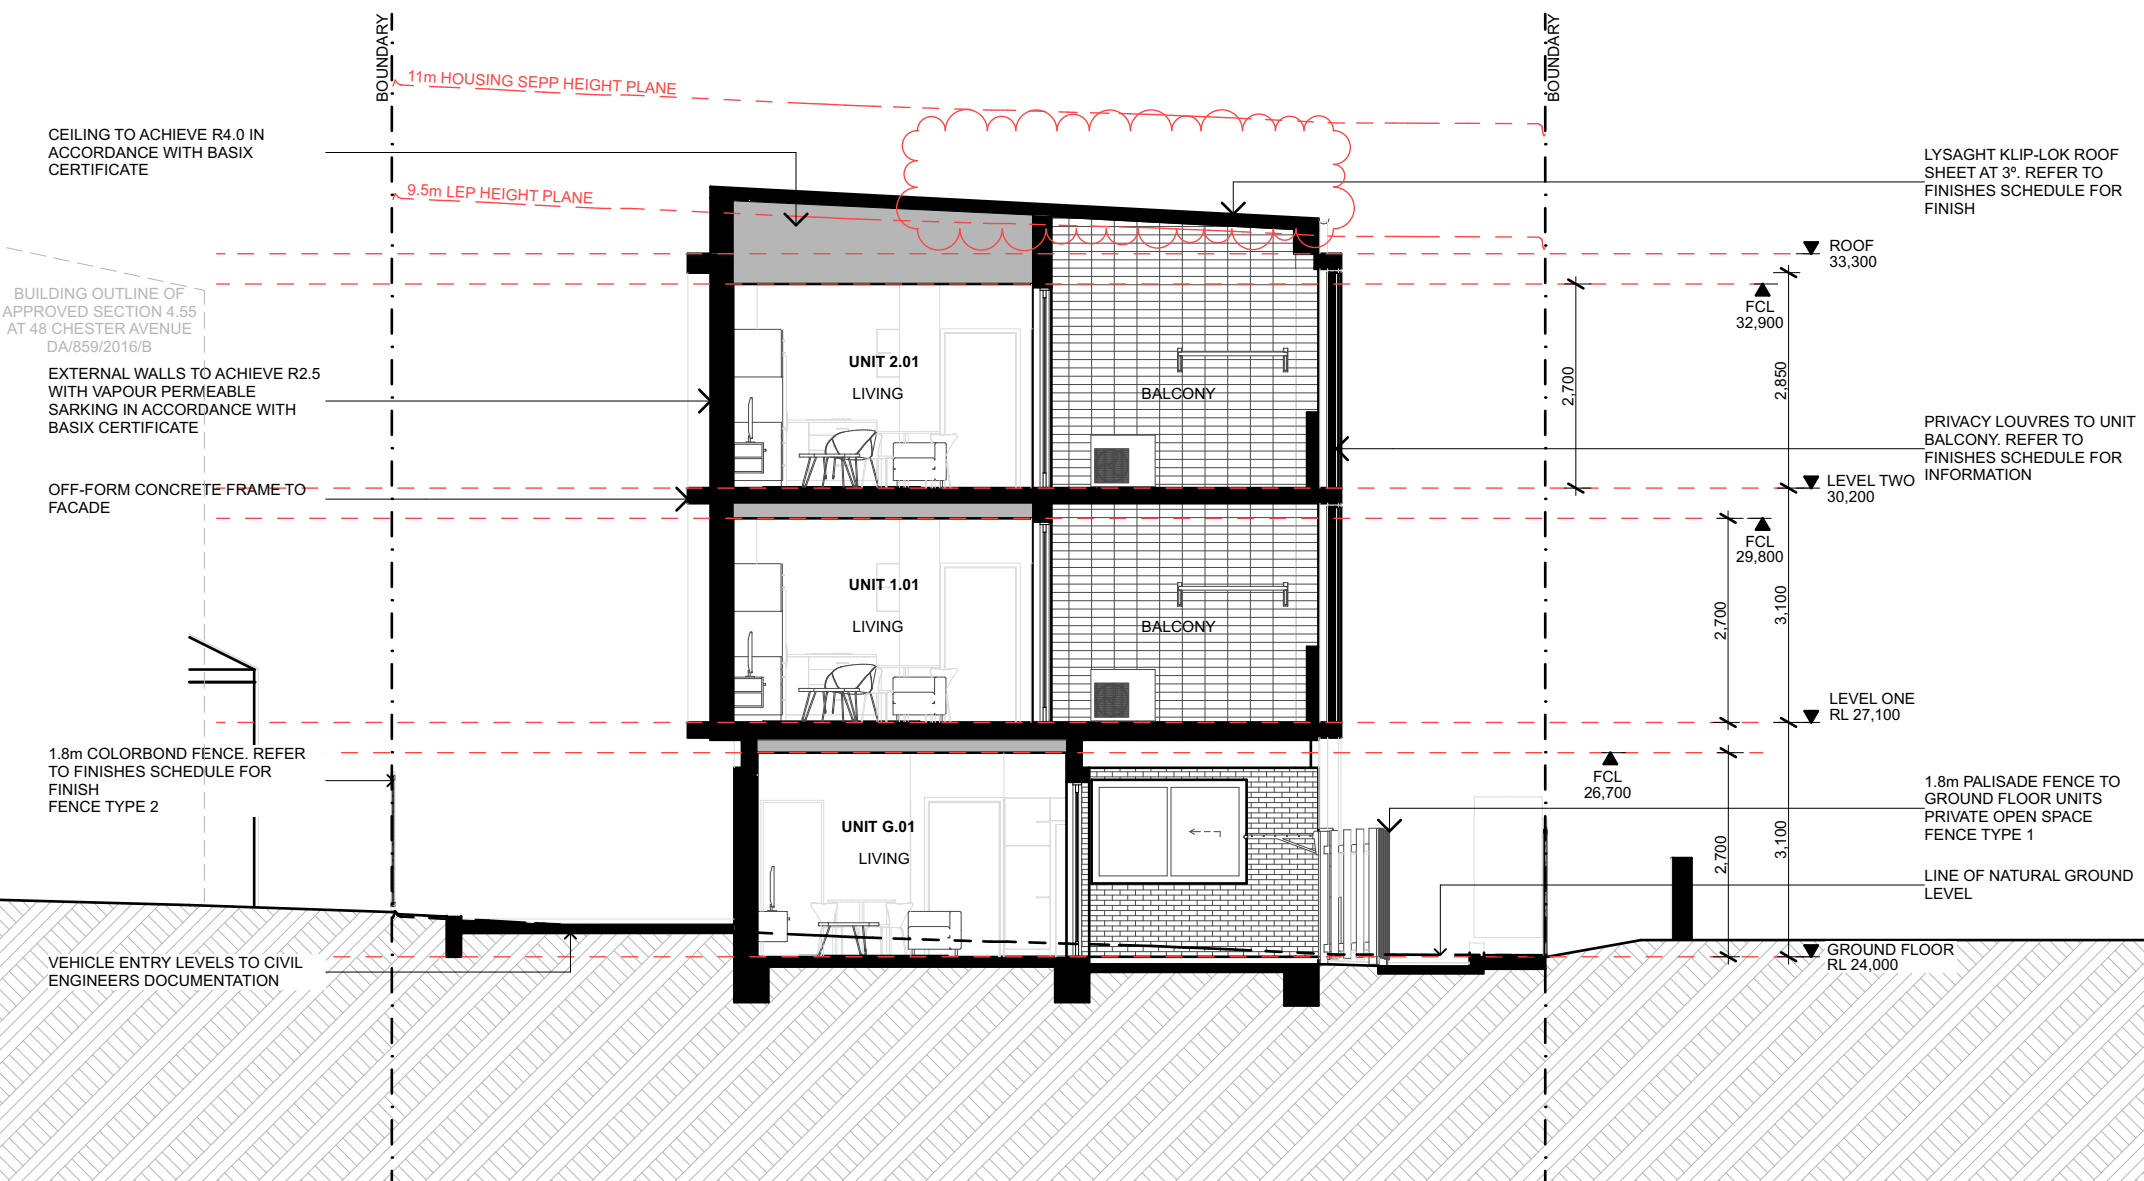 BOUNDARY
BOUNDARY
11m HOUSING SEPP HEIGHT PLANE
9.5m LEP HEIGHT PLANE
CEILING TO ACHIEVE R4.0 IN
ACCORDANCE WITH BASIX
CERTIFICATE
BUILDING OUTLINE OF
APPROVED SECTION 4.55
AT 48 CHESTER AVENUE
DA/859/2016/B
EXTERNAL WALLS TO ACHIEVE R2.5
WITH VAPOUR PERMEABLE
SARKING IN ACCORDANCE WITH
BASIX CERTIFICATE
OFF-FORM CONCRETE FRAME TO
FACADE
1.8m COLORBOND FENCE. REFER
TO FINISHES SCHEDULE FOR
FINISH
FENCE TYPE 2
VEHICLE ENTRY LEVELS TO CIVIL
ENGINEERS DOCUMENTATION
UNIT 2.01
LIVING
BALCONY
UNIT 1.01
LIVING
BALCONY
UNIT G.01
LIVING
LYSAGHT KLIP-LOK ROOF
SHEET AT 3º. REFER TO
FINISHES SCHEDULE FOR
FINISH
ROOF
33,300
FCL
32,900
2,700
2,850
PRIVACY LOUVRES TO UNIT
BALCONY. REFER TO
FINISHES SCHEDULE FOR
INFORMATION
LEVEL TWO
30,200
FCL
29,800
2,700
3,100
LEVEL ONE
RL 27,100
FCL
26,700
2,700
3,100
1.8m PALISADE FENCE TO
GROUND FLOOR UNITS
PRIVATE OPEN SPACE
FENCE TYPE 1
LINE OF NATURAL GROUND
LEVEL
GROUND FLOOR
RL 24,000